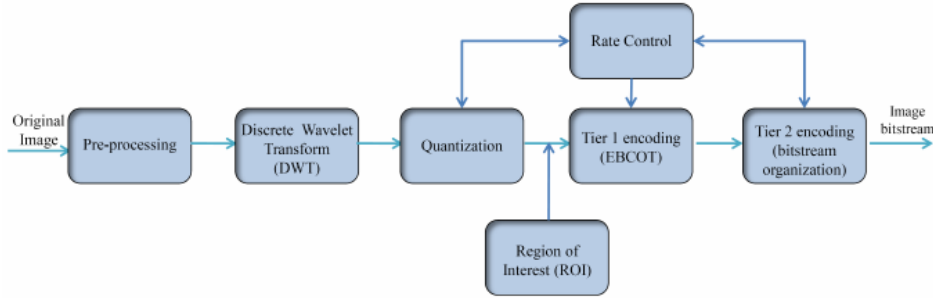 Rate Control
Original
Image
Pre-processing
Discrete Wavelet
Transform
(DWT)
Quantization
Tier 1 encoding
(EBCOT)
Tier 2 encoding
(bitstream
organization)
Image
bitstream
Region of
Interest (ROI)